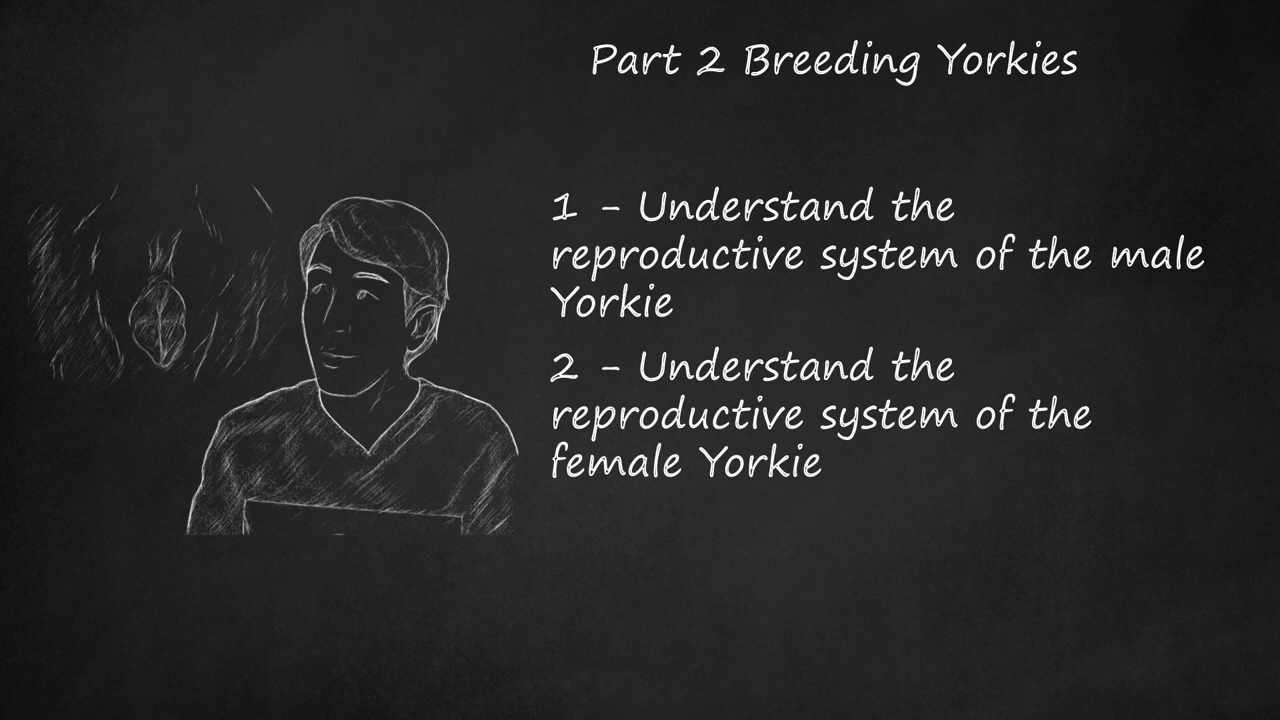 Part 2 Breeding Yorkies
1 - Understand the
reproductive system of the male
Yorkie
2 - Understand the
reproductive system of the
female Yorkie